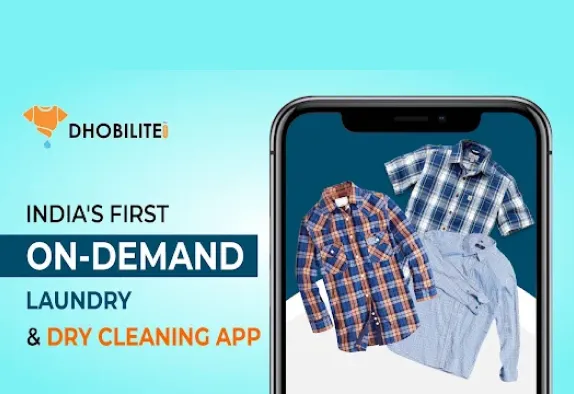 DHOBILITE
INDIA'S FIRST
ON-DEMAND
LAUNDRY
& DRY CLEANING APP